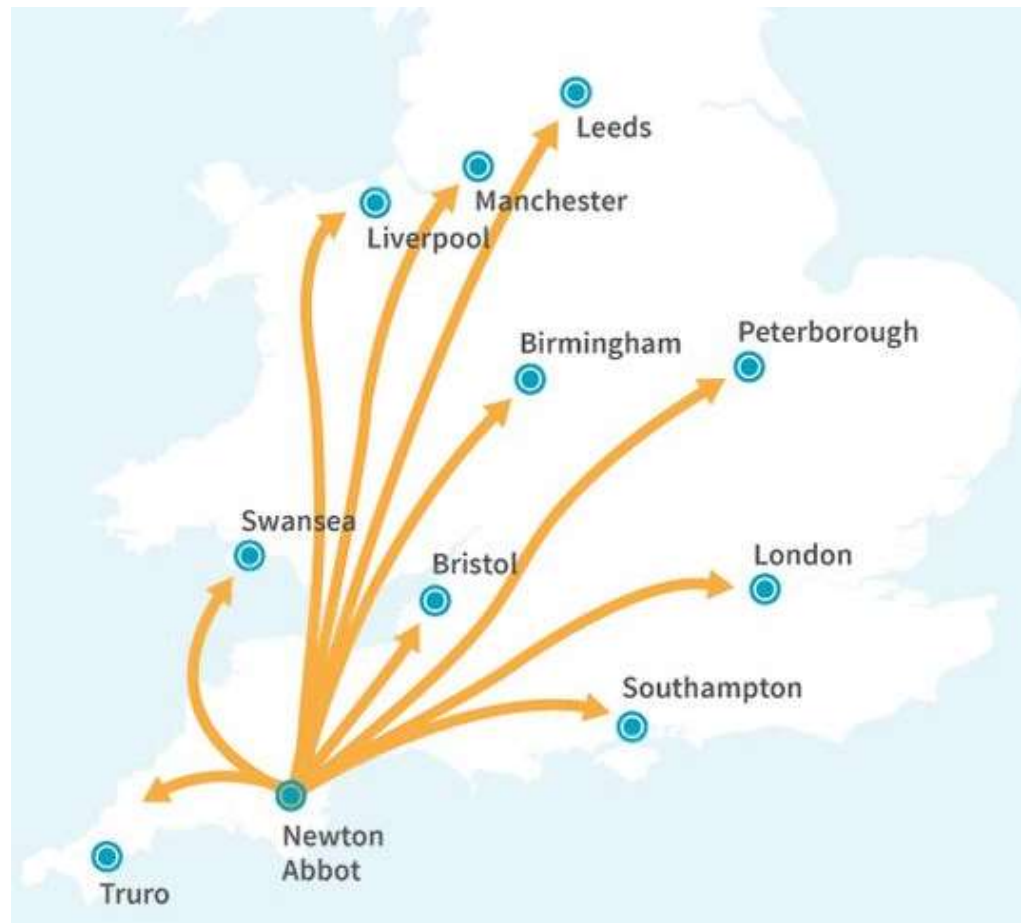 Leeds
Manchester
Liverpool
Birmingham
Peterborough
Swansea
Bristol
London
Southampton
Newton
Abbot
Truro